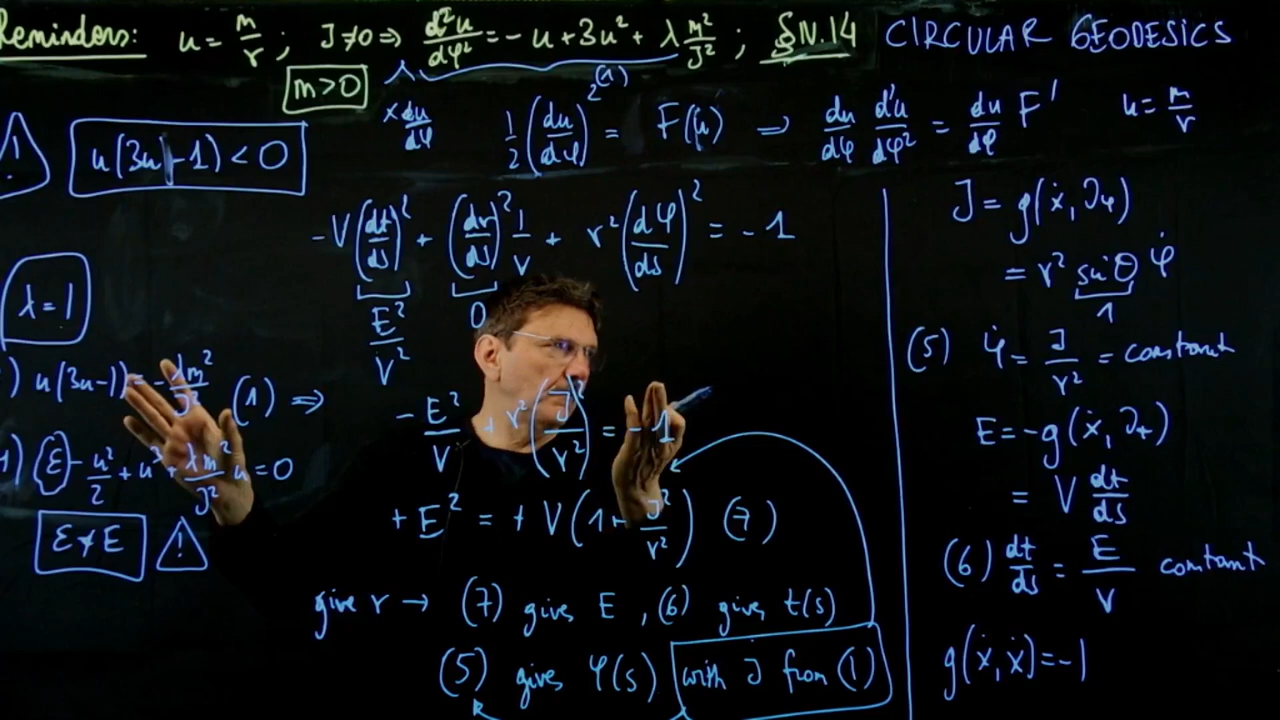 Reminders: u = m/r ; J≠0 ⇒ d²u/dφ² = -u + 3u² + λ m²/J² ; §N.14 CIRCULAR GEODESICS
m>0
× du/dφ 1/2 (du/dφ)² = F(u) ⇒ du/dφ d²u/dφ² = du/dφ F' u = m/r
(1)
! u(3u-1) < 0
-V(dt/ds)² + (dr/ds)² 1/V + r² (dφ/ds)² = -1
E²/V² 0
λ=1
) u(3u-1) = -λm²/J² (1) ⇒
-E²/V + r² (J/r²)² = -1
) ε - u²/2 + u³ + λm²/J² u = 0
+E² = +V(1+ J²/r²) (7)
ε≠E !
give r → (7) gives E , (6) gives t(s)
(5) gives φ(s) with J from (1)
J = g(ẋ, ∂φ)
= r² sin²θ φ̇
1
(5) φ̇ = J/r² = constant
E = -g(ẋ, ∂t)
= V dt/ds
(6) dt/ds = E/V constant
g(ẋ, ẋ) = -1